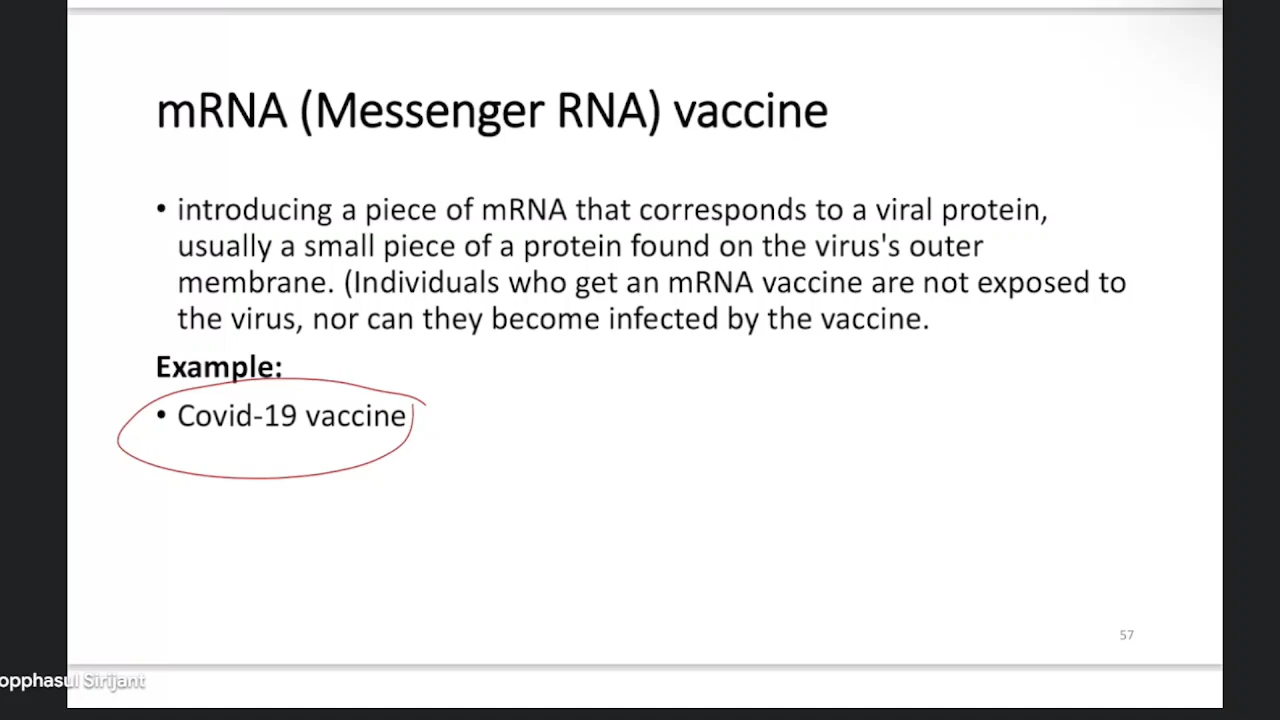 mRNA (Messenger RNA) vaccine
• introducing a piece of mRNA that corresponds to a viral protein,
usually a small piece of a protein found on the virus's outer
membrane. (Individuals who get an mRNA vaccine are not exposed to
the virus, nor can they become infected by the vaccine.
Example:
• Covid-19 vaccine
57
opphasul Sirijant